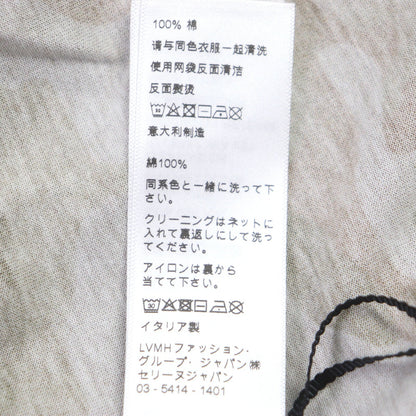 100% 棉
请与同色衣服一起清洗
使用网袋反面清洁
反面熨烫
意大利制造
綿100%
同系色と一緒に洗って下
さい。
クリーニングはネットに
入れて裏返しにして洗っ
てください。
アイロンは裏から
当てて下さい。
イタリア製
LVMHファッション・
グループ・ジャパン㈱
セリーヌジャパン
03 - 5414 - 1401